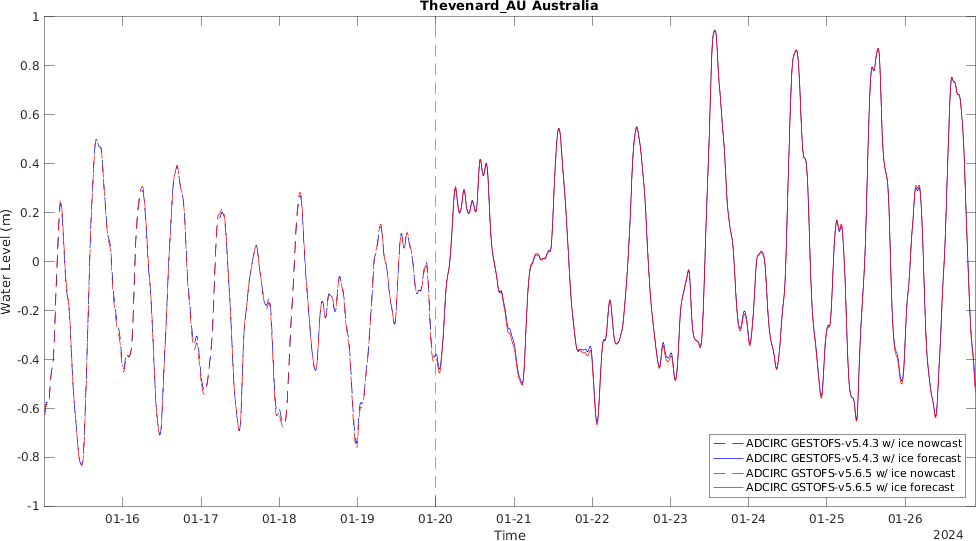 Thevenard_AU Australia
Water Level (m)
1
0.8
0.6
0.4
0.2
0
-0.2
-0.4
-0.6
-0.8
-1
ADCIRC GESTOFS-v5.4.3 w/ ice nowcast
ADCIRC GESTOFS-v5.4.3 w/ ice forecast
ADCIRC GSTOFS-v5.6.5 w/ ice nowcast
ADCIRC GSTOFS-v5.6.5 w/ ice forecast
01-16 01-17 01-18 01-19 01-20 01-21 01-22 01-23 01-24 01-25 01-26
Time
2024